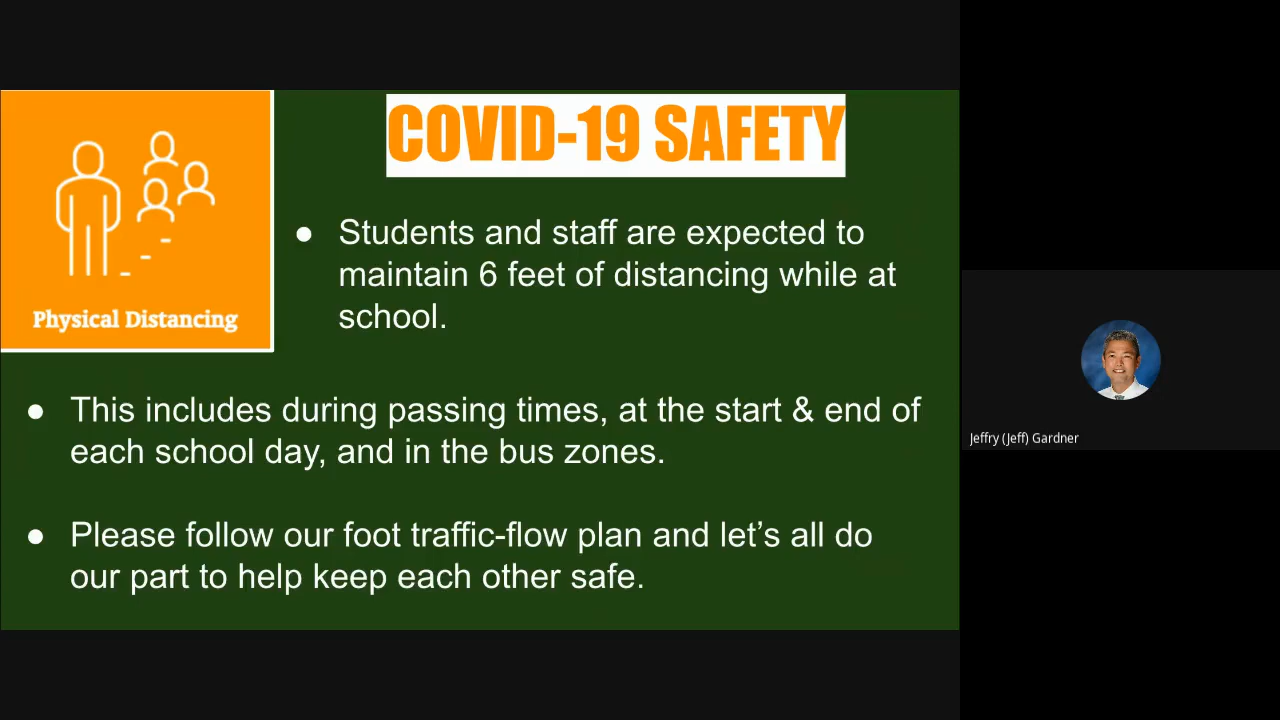 COVID-19 SAFETY
Physical Distancing
● Students and staff are expected to
maintain 6 feet of distancing while at
school.
● This includes during passing times, at the start & end of
each school day, and in the bus zones.
● Please follow our foot traffic-flow plan and let’s all do
our part to help keep each other safe.
Jeffry (Jeff) Gardner